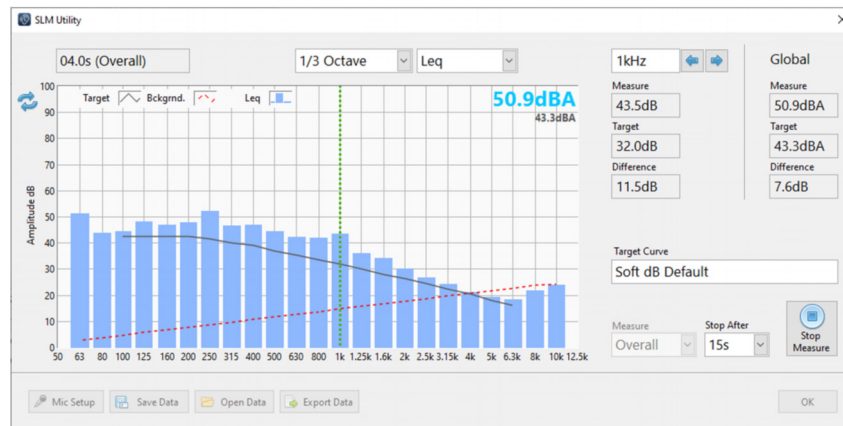 SLM Utility
04.0s (Overall)
1/3 Octave
Leq
1kHz
Global
Target
Bckgrnd.
Leq
50.9dBA
43.3dBA
Measure
43.5dB
Target
32.0dB
Difference
11.5dB
Measure
50.9dBA
Target
43.3dBA
Difference
7.6dB
Amplitude dB
100
90
80
70
60
50
40
30
20
10
0
50 63 80 100 125 160 200 250 315 400 500 630 800 1k 1.25k 1.6k 2k 2.5k 3.15k 4k 5k 6.3k 8k 10k 12.5k
Target Curve
Soft dB Default
Measure
Overall
Stop After
15s
Stop
Measure
Mic Setup
Save Data
Open Data
Export Data
OK